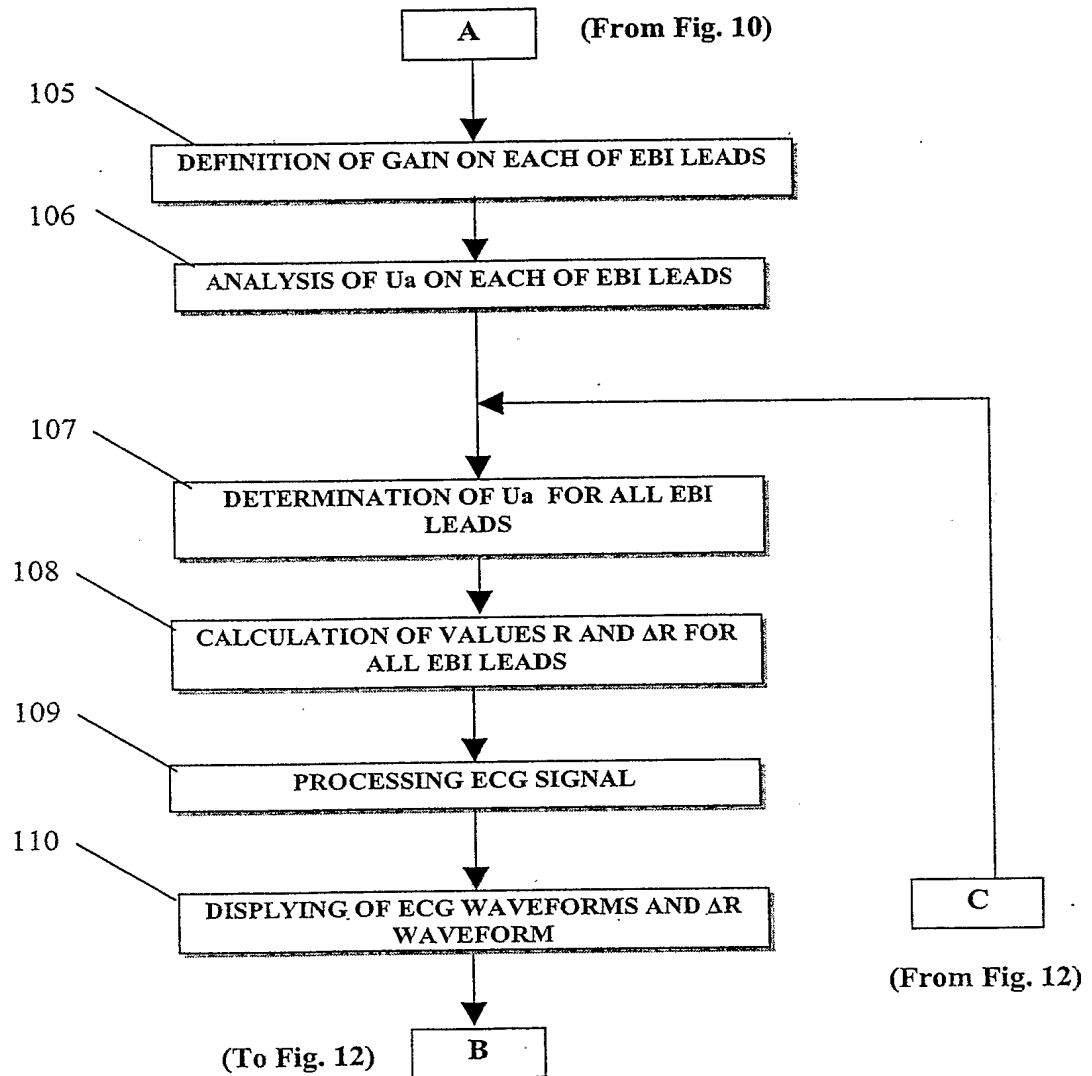 A
(From Fig. 10)
105
DEFINITION OF GAIN ON EACH OF EBI LEADS
106
ANALYSIS OF Ua ON EACH OF EBI LEADS
107
DETERMINATION OF Ua FOR ALL EBI
LEADS
108
CALCULATION OF VALUES R AND ΔR FOR
ALL EBI LEADS
109
PROCESSING ECG SIGNAL
110
DISPLYING OF ECG WAVEFORMS AND ΔR
WAVEFORM
C
(From Fig. 12)
(To Fig. 12)
B